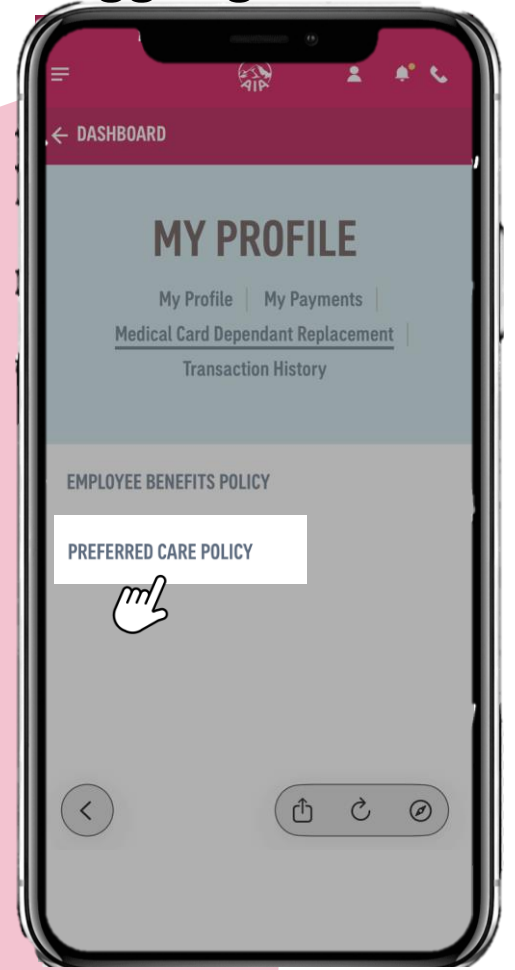 AIA
← DASHBOARD
MY PROFILE
My Profile | My Payments |
Medical Card Dependant Replacement |
Transaction History
EMPLOYEE BENEFITS POLICY
PREFERRED CARE POLICY